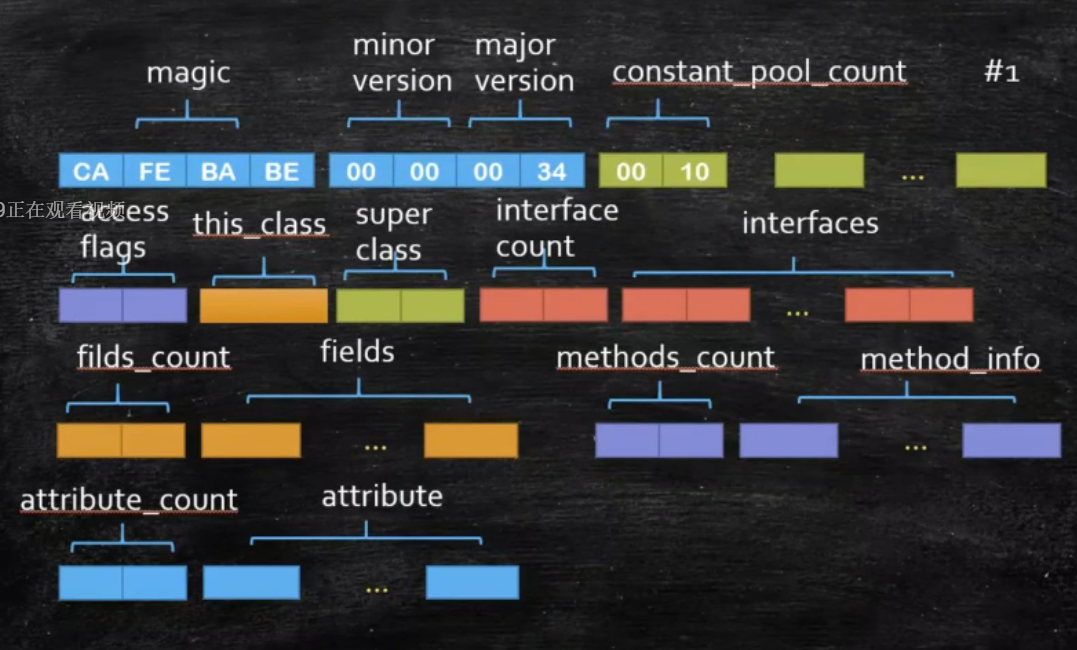 magic
minor
version
major
version
constant_pool_count
#1
CA FE BA BE
00 00 00 34
00 10
...
9正在观看视频
access
flags
this_class
super
class
interface
count
interfaces
...
filds_count
fields
methods_count
method_info
...
...
attribute_count
attribute
...